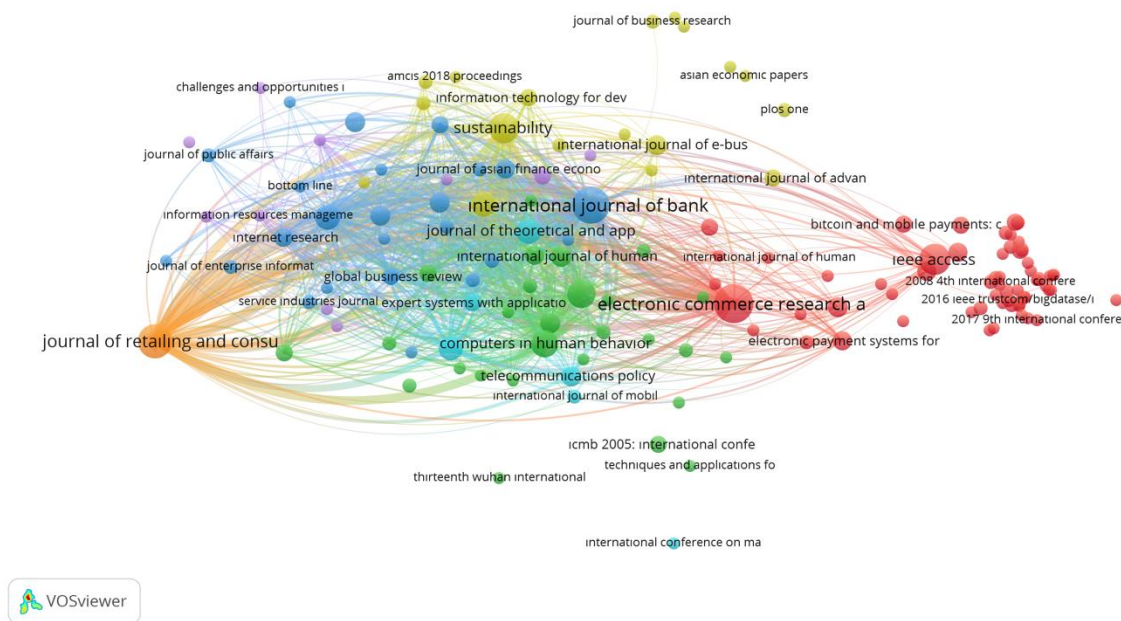 journal of business research
asian economic papers
amcis 2018 proceedings
challenges and opportunities i
information technology for dev
plos one
sustainability
international journal of e-bus
journal of public affairs
journal of asian finance econo
international journal of advan
bottom line
international journal of bank
information resources manageme
bitcoin and mobile payments: c
journal of theoretical and app
internet research
international journal of human
international journal of human
ieee access
journal of enterprise informat
global business review
2008 4th international confere
service industries journal
expert systems with applicatio
electronic commerce research a
2016 ieee trustcom/bigdatase/i
2017 9th international confere
journal of retailing and consu
computers in human behavior
electronic payment systems for
telecommunications policy
international journal of mobil
icmb 2005: international confe
techniques and applications fo
thirteenth wuhan international
international conference on ma
VOSviewer